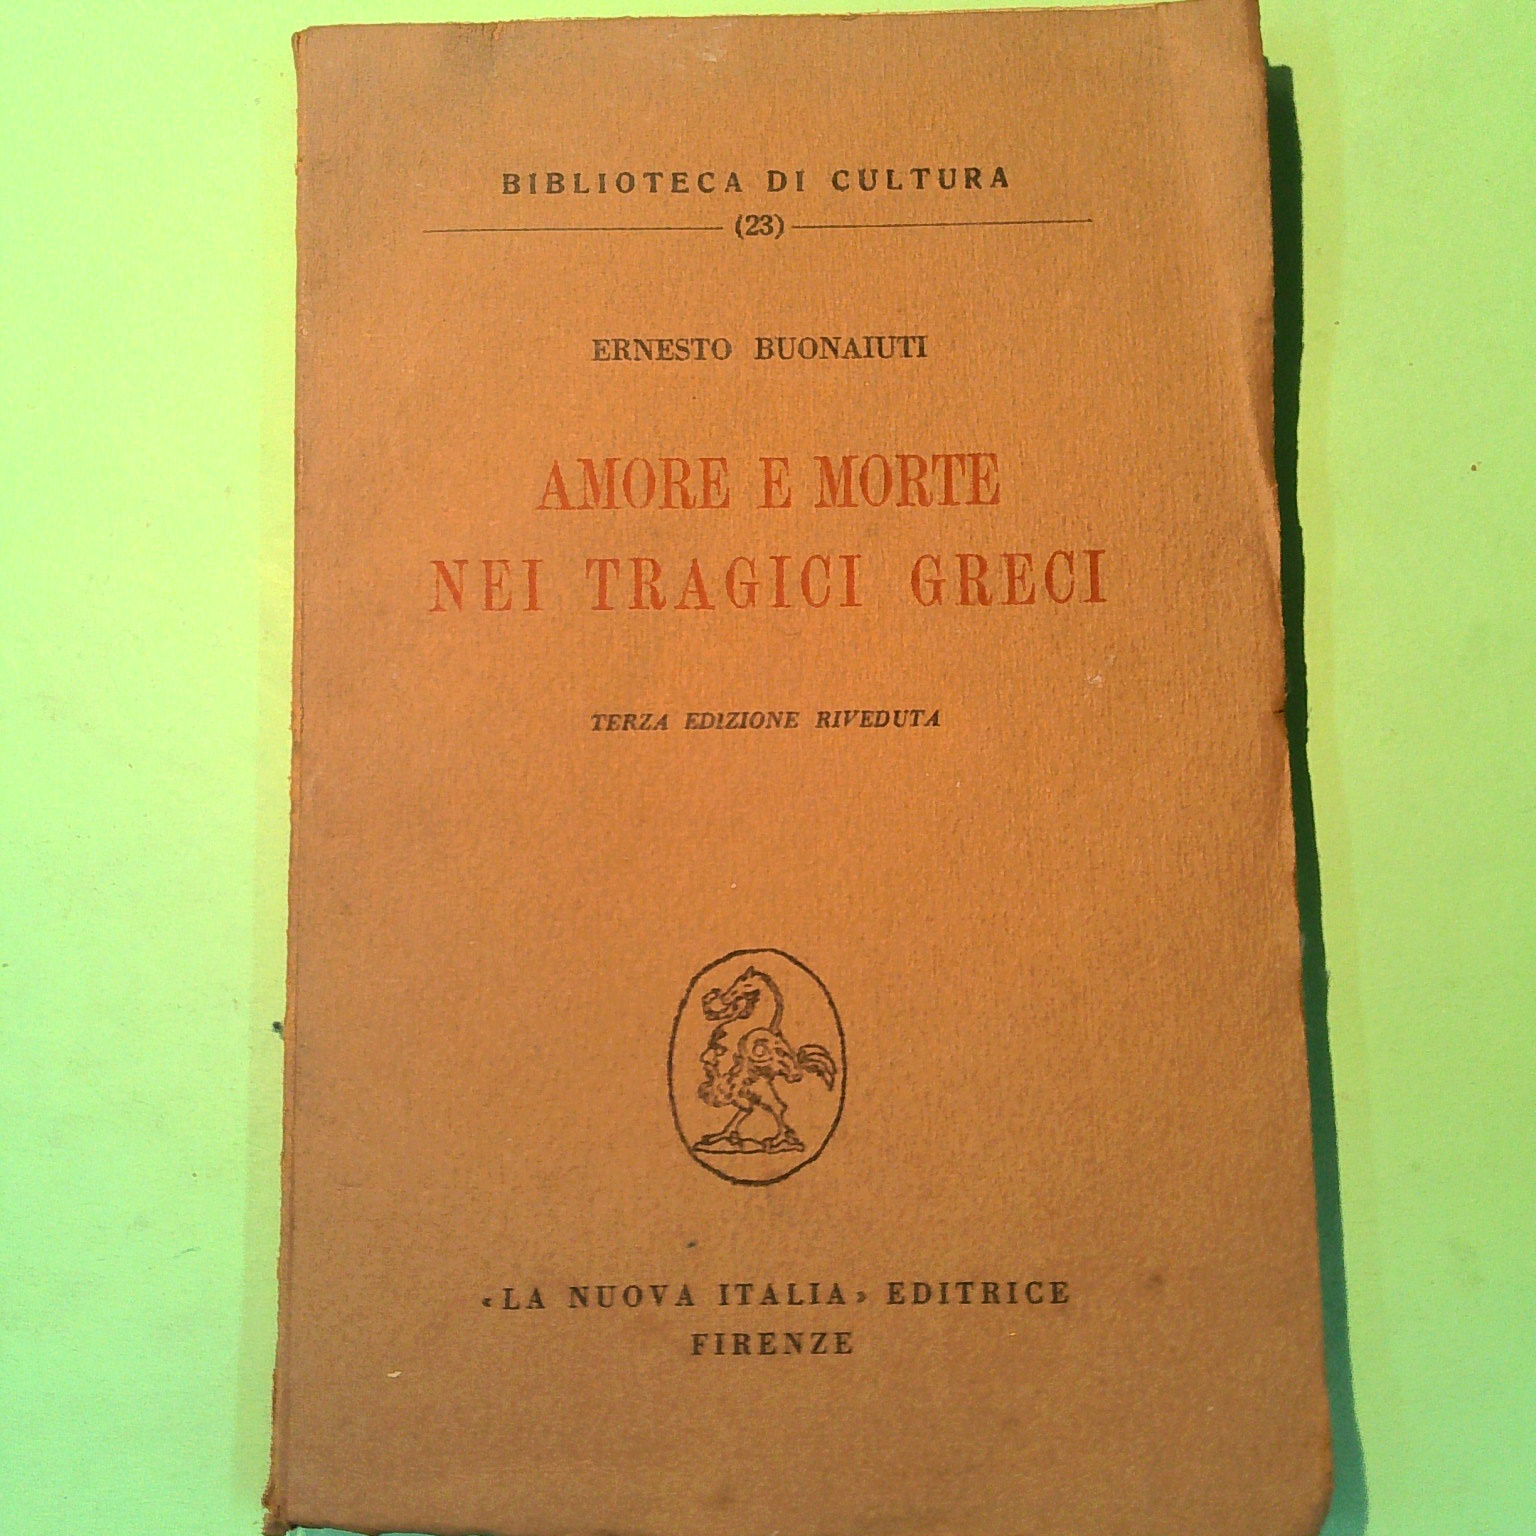 BIBLIOTECA DI CULTURA
(23)
ERNESTO BUONAIUTI
AMORE E MORTE
NEI TRAGICI GRECI
TERZA EDIZIONE RIVEDUTA
«LA NUOVA ITALIA» EDITRICE
FIRENZE